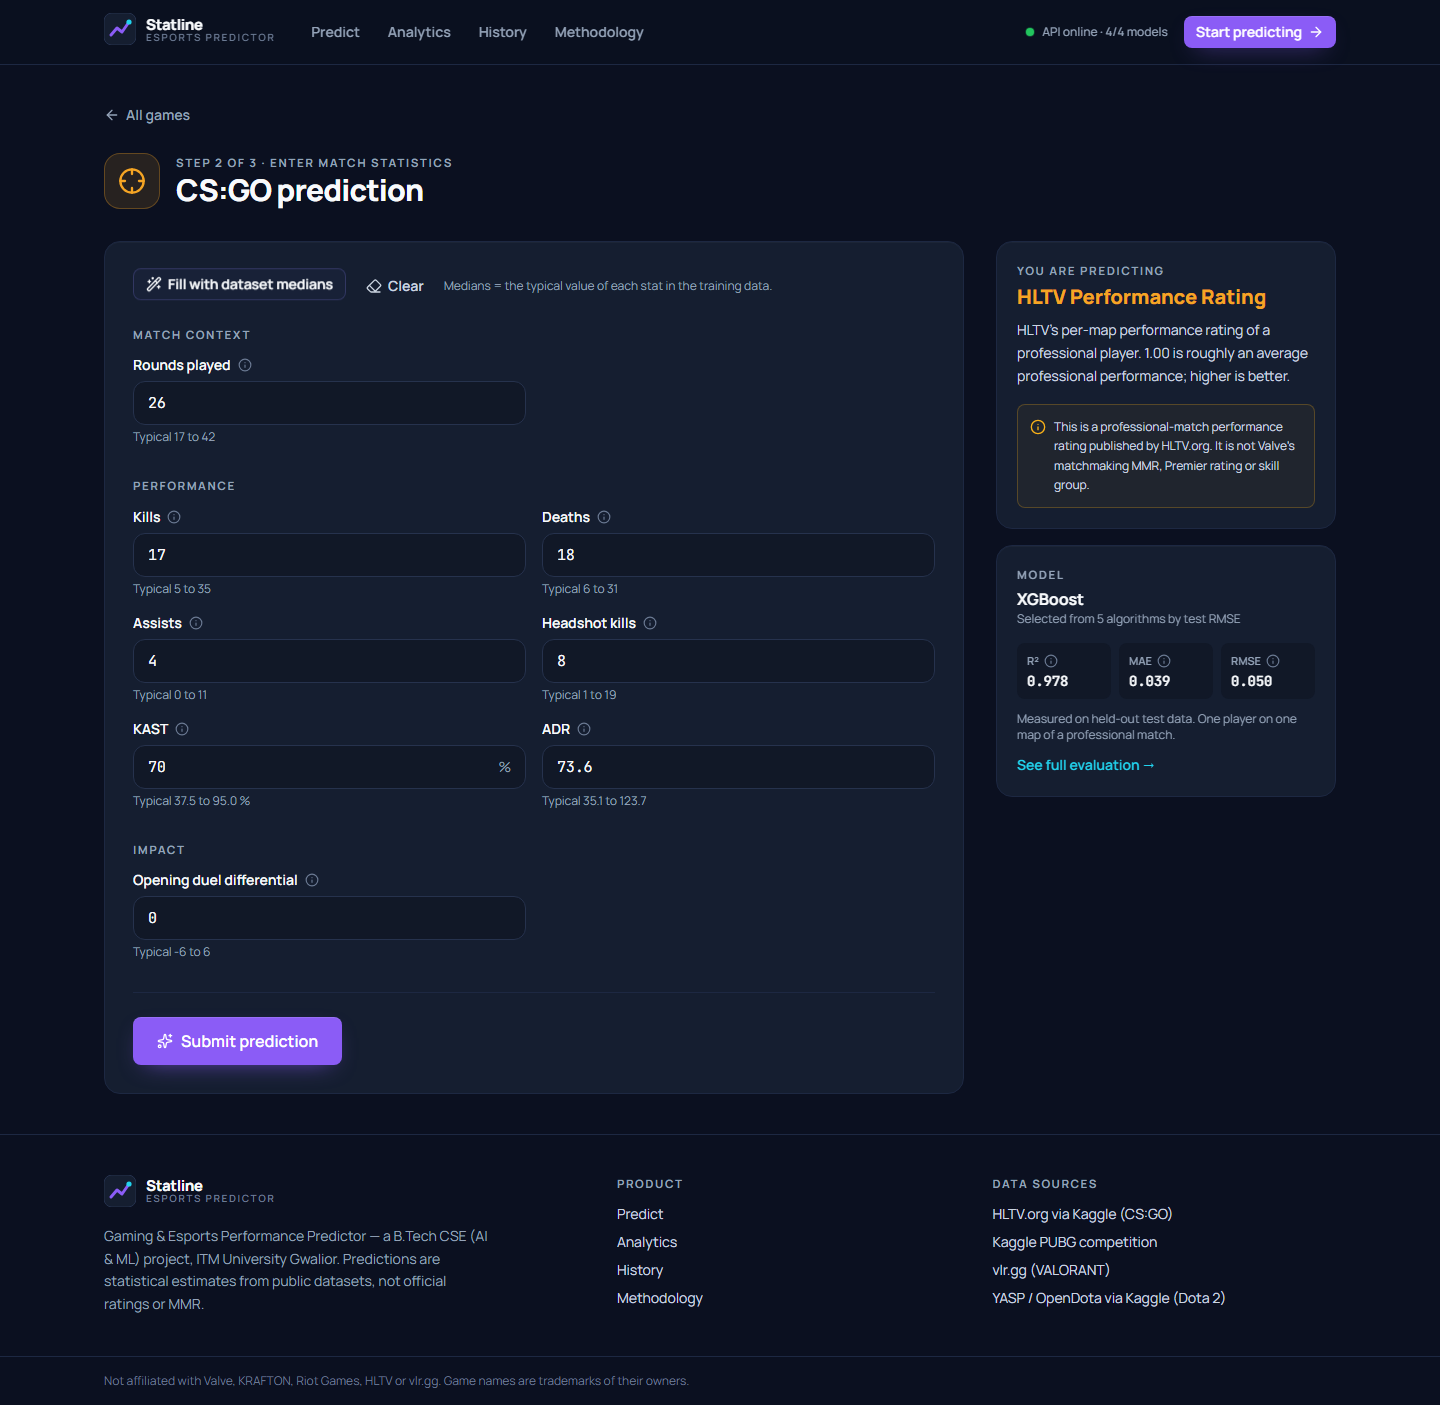 Statline
ESPORTS PREDICTOR
Predict
Analytics
History
Methodology
API online · 4/4 models
Start predicting →
← All games
STEP 2 OF 3 · ENTER MATCH STATISTICS
CS:GO prediction
Fill with dataset medians
Clear
Medians = the typical value of each stat in the training data.
MATCH CONTEXT
Rounds played
26
Typical 17 to 42
PERFORMANCE
Kills
17
Typical 5 to 35
Deaths
18
Typical 6 to 31
Assists
4
Typical 0 to 11
Headshot kills
8
Typical 1 to 19
KAST
70 %
Typical 37.5 to 95.0 %
ADR
73.6
Typical 35.1 to 123.7
IMPACT
Opening duel differential
0
Typical -6 to 6
Submit prediction
YOU ARE PREDICTING
HLTV Performance Rating
HLTV's per-map performance rating of a
professional player. 1.00 is roughly an average
professional performance; higher is better.
This is a professional-match performance
rating published by HLTV.org. It is not Valve's
matchmaking MMR, Premier rating or skill
group.
MODEL
XGBoost
Selected from 5 algorithms by test RMSE
R²
0.978
MAE
0.039
RMSE
0.050
Measured on held-out test data. One player on one
map of a professional match.
See full evaluation →
Statline
ESPORTS PREDICTOR
Gaming & Esports Performance Predictor — a B.Tech CSE (AI
& ML) project, ITM University Gwalior. Predictions are
statistical estimates from public datasets, not official
ratings or MMR.
PRODUCT
Predict
Analytics
History
Methodology
DATA SOURCES
HLTV.org via Kaggle (CS:GO)
Kaggle PUBG competition
vlr.gg (VALORANT)
YASP / OpenDota via Kaggle (Dota 2)
Not affiliated with Valve, KRAFTON, Riot Games, HLTV or vlr.gg. Game names are trademarks of their owners.